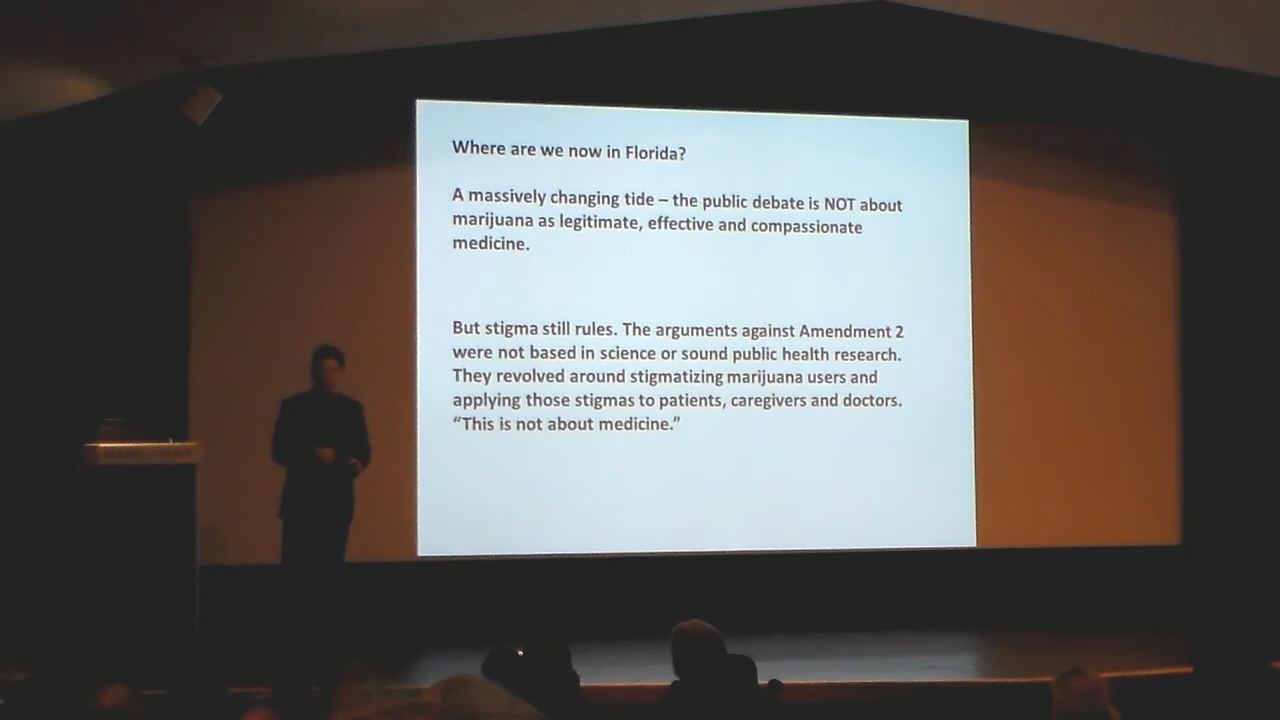 Where are we now in Florida?
A massively changing tide – the public debate is NOT about
marijuana as legitimate, effective and compassionate
medicine.
But stigma still rules. The arguments against Amendment 2
were not based in science or sound public health research.
They revolved around stigmatizing marijuana users and
applying those stigmas to patients, caregivers and doctors.
“This is not about medicine.”